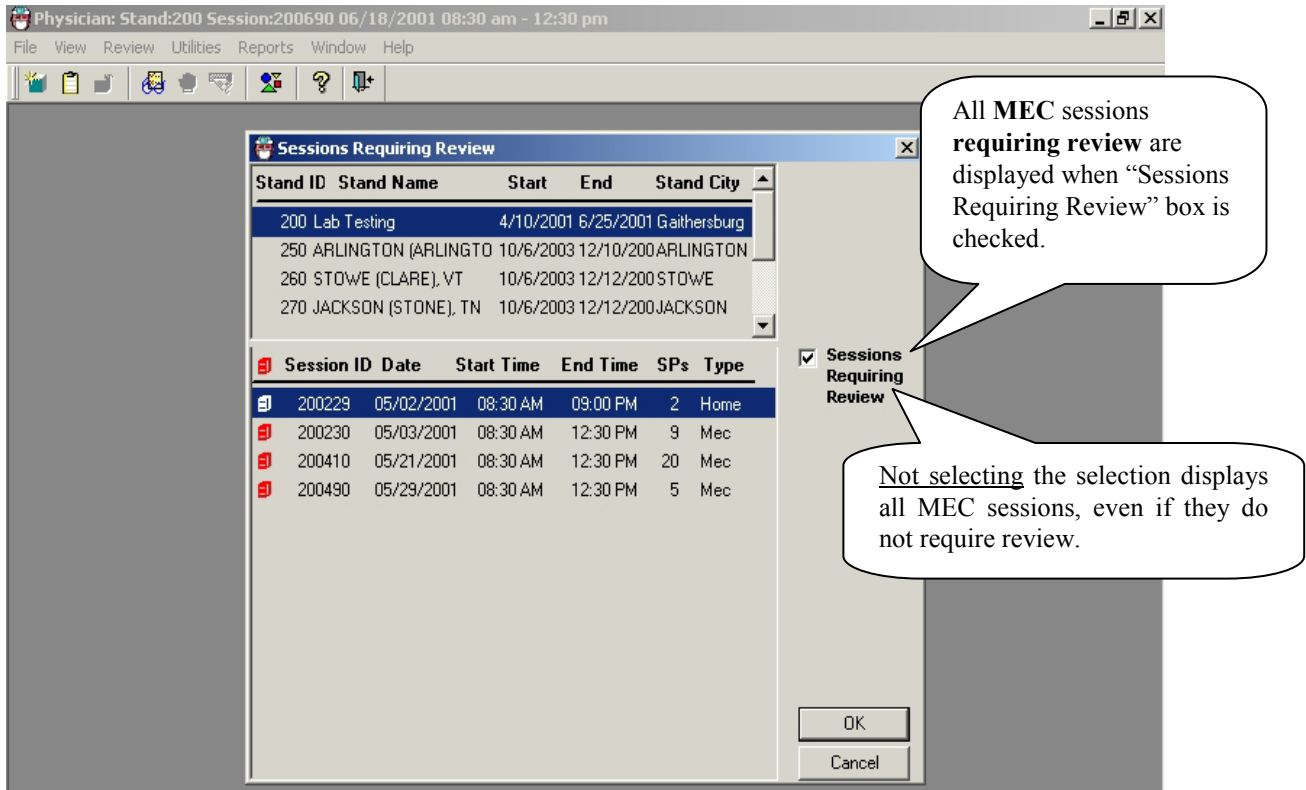 Physician: Stand:200 Session:200690 06/18/2001 08:30 am - 12:30 pm
File View Review Utilities Reports Window Help
All MEC sessions
requiring review are
displayed when “Sessions
Requiring Review” box is
checked.
Sessions Requiring Review
Stand ID Stand Name Start End Stand City
200 Lab Testing 4/10/2001 6/25/2001 Gaithersburg
250 ARLINGTON (ARLINGTO 10/6/2003 12/10/200 ARLINGTON
260 STOWE (CLARE), VT 10/6/2003 12/12/200 STOWE
270 JACKSON (STONE), TN 10/6/2003 12/12/200 JACKSON
Session ID Date Start Time End Time SPs Type
200229 05/02/2001 08:30 AM 09:00 PM 2 Home
200230 05/03/2001 08:30 AM 12:30 PM 9 Mec
200410 05/21/2001 08:30 AM 12:30 PM 20 Mec
200490 05/29/2001 08:30 AM 12:30 PM 5 Mec
Sessions
Requiring
Review
Not selecting the selection displays
all MEC sessions, even if they do
not require review.
OK
Cancel